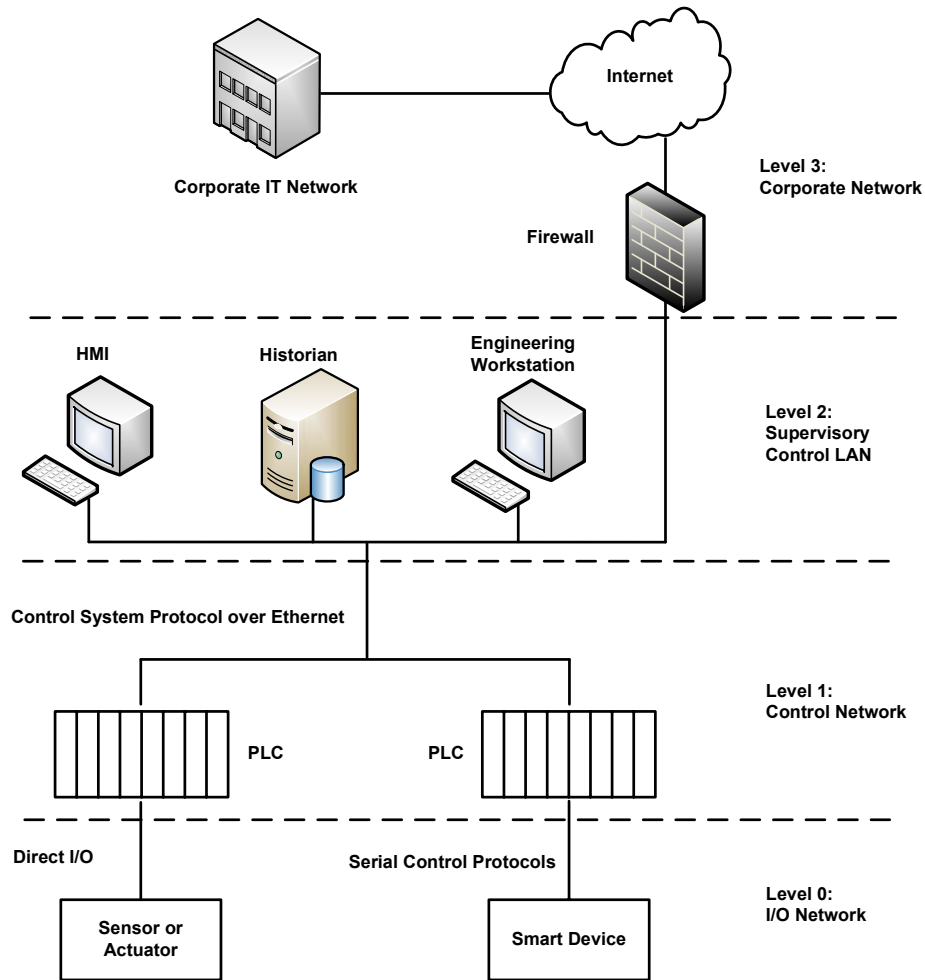 Internet
Corporate IT Network
Level 3:
Corporate Network
Firewall
HMI
Historian
Engineering
Workstation
Level 2:
Supervisory
Control LAN
Control System Protocol over Ethernet
Level 1:
Control Network
PLC
PLC
Direct I/O
Serial Control Protocols
Level 0:
I/O Network
Sensor or
Actuator
Smart Device